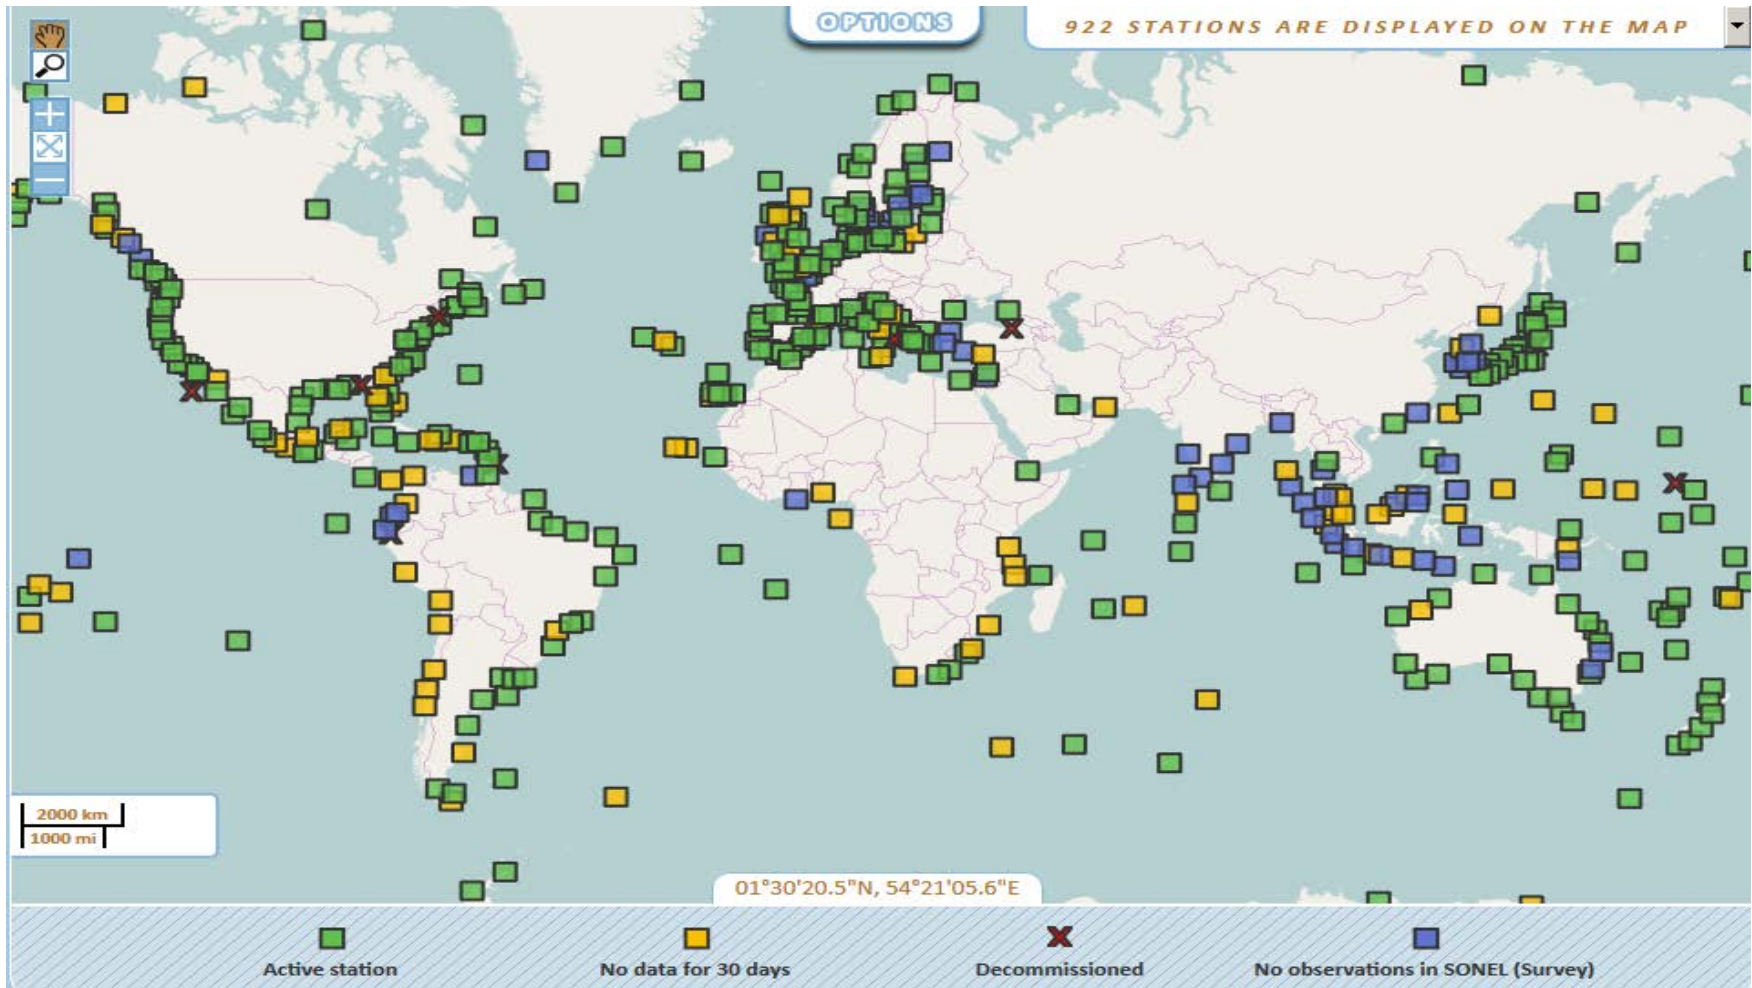 OPTIONS
922 STATIONS ARE DISPLAYED ON THE MAP
2000 km
1000 mi
01°30'20.5"N, 54°21'05.6"E
Active station
No data for 30 days
Decommissioned
No observations in SONEL (Survey)